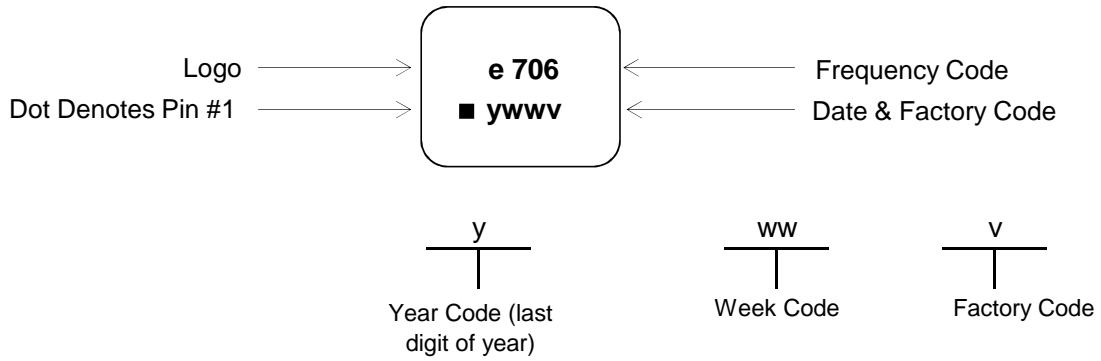 Logo
e 706
Frequency Code
Dot Denotes Pin #1
■ ywwv
Date & Factory Code
y
ww
v
Year Code (last
digit of year)
Week Code
Factory Code